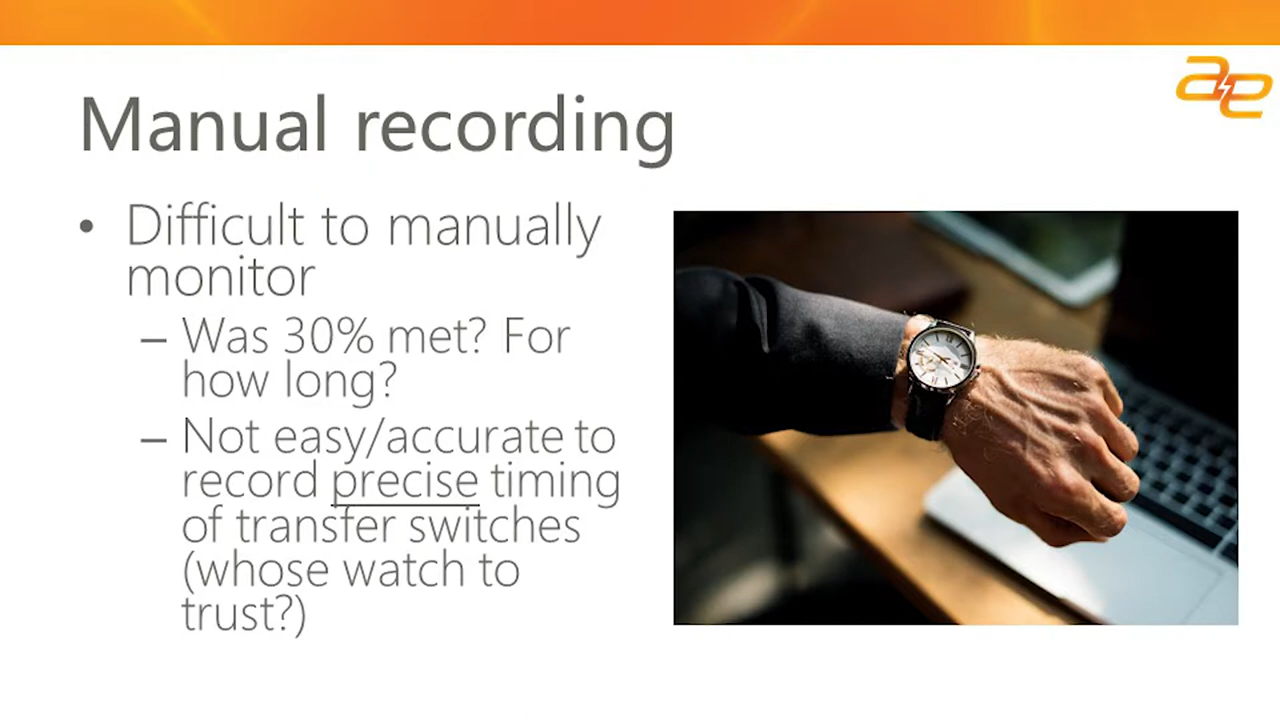 Manual recording
• Difficult to manually
monitor
– Was 30% met? For
how long?
– Not easy/accurate to
record precise timing
of transfer switches
(whose watch to
trust?)
ae